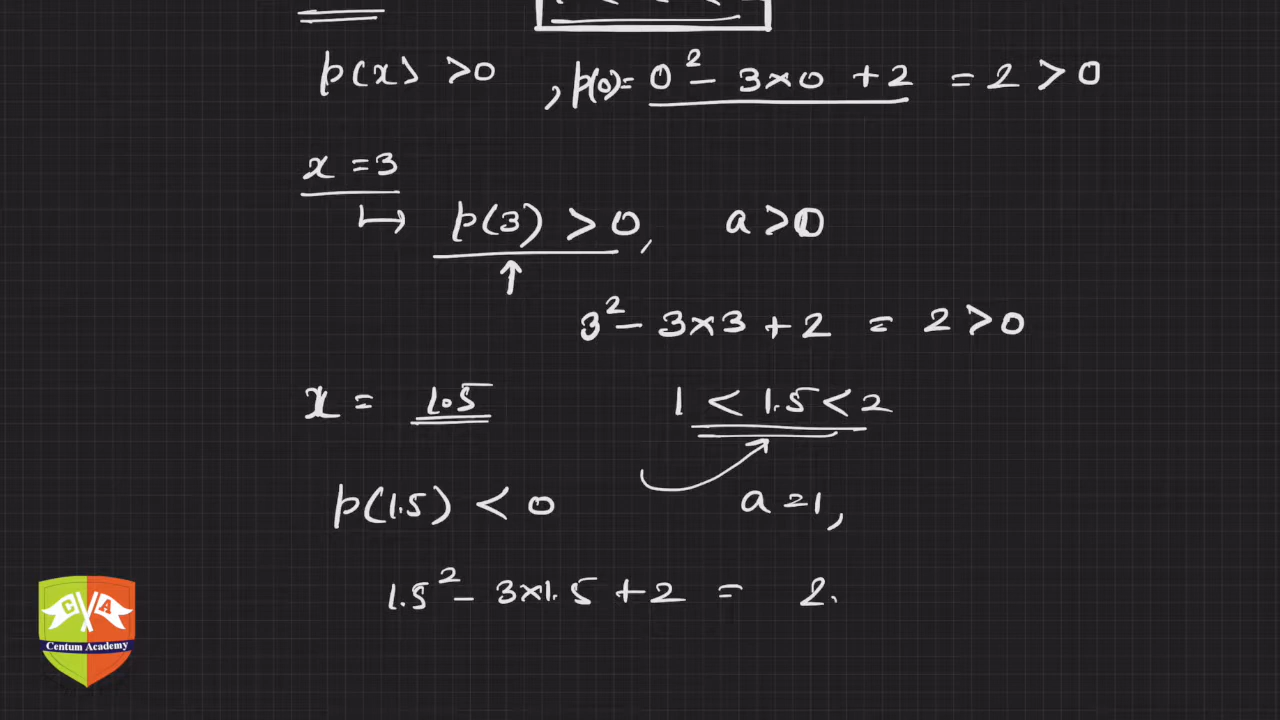 p(x) >0 , p(0)= 0² - 3×0 +2 = 2 > 0
x = 3
↦ p(3) > 0, a > 0
↑
3² - 3×3 + 2 = 2 > 0
x = 1.5 1 < 1.5 < 2
p(1.5) < 0 a = 1,
1.5² - 3×1.5 + 2 = 2.
C A
Centum Academy